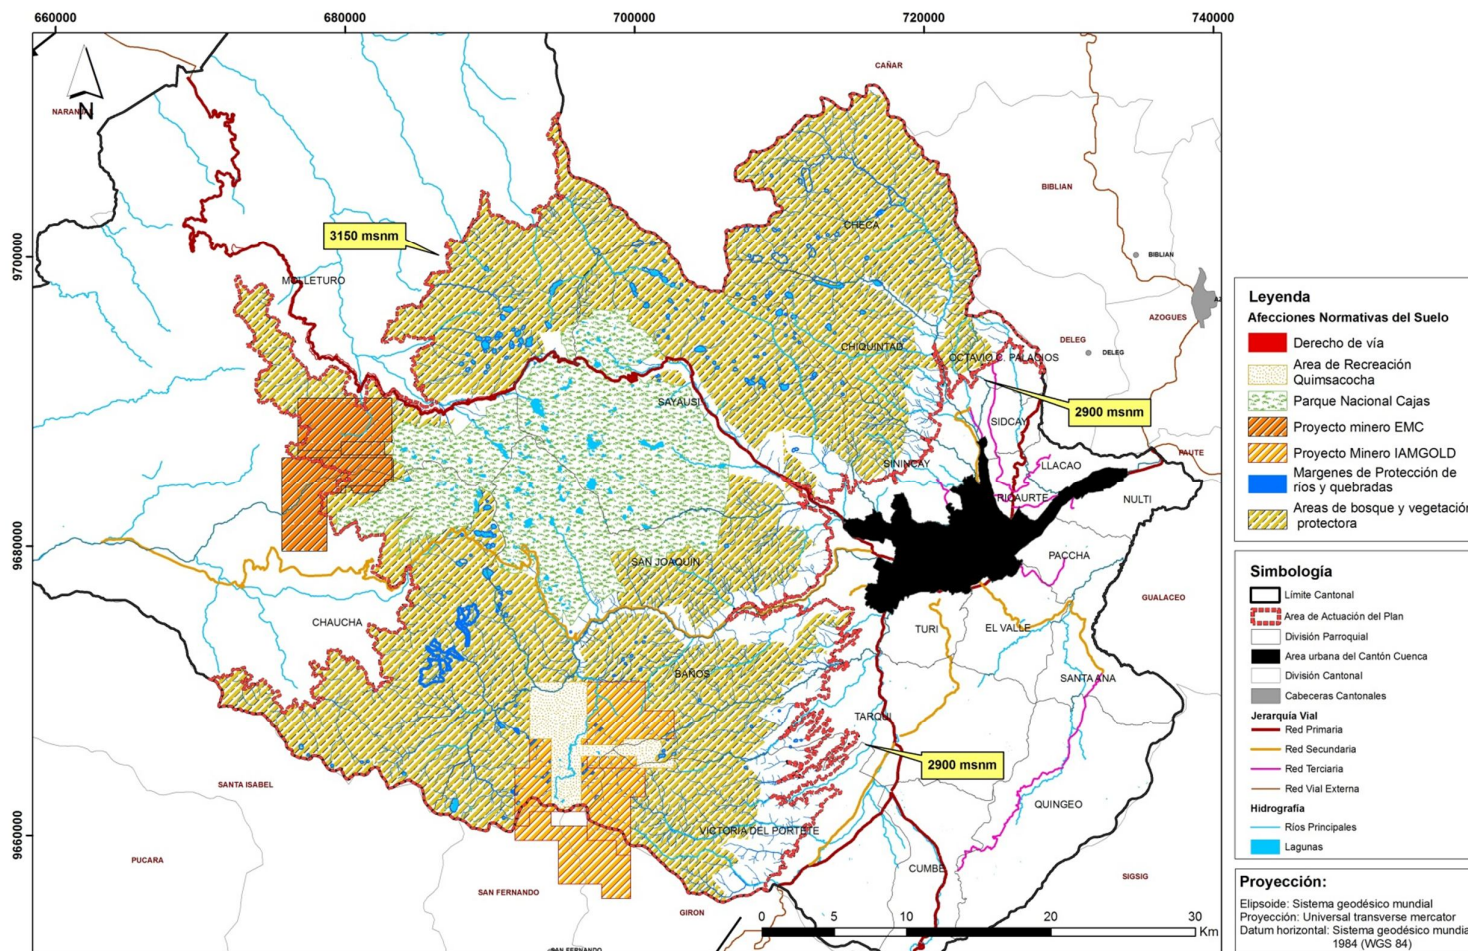 660000
680000
700000
720000
740000
9700000
9680000
9660000
N
CAÑAR
BIBLIAN
BIBLIAN
AZOGUES
DELEG
DELEG
PAUTE
GUALACEO
SIGSIG
GIRON
SAN FERNANDO
SAN FERNANDO
SANTA ISABEL
PUCARA
3150 msnm
2900 msnm
2900 msnm
MOLLETURO
CHECA
CHIQUINTAD
OCTAVIO C. PALACIOS
SAYAUSI
SIDCAY
SININCAY
LLACAO
RICAURTE
NULTI
SAN JOAQUIN
PACCHA
CHAUCHA
TURI
EL VALLE
BAÑOS
SANTA ANA
TARQUI
QUINGEO
VICTORIA DEL PORTETE
CUMBE
0 5 10 20 30
Km
Leyenda
Afecciones Normativas del Suelo
Derecho de vía
Area de Recreación
Quimsacocha
Parque Nacional Cajas
Proyecto minero EMC
Proyecto Minero IAMGOLD
Margenes de Protección de
ríos y quebradas
Areas de bosque y vegetación
protectora
Simbología
Límite Cantonal
Area de Actuación del Plan
División Parroquial
Area urbana del Cantón Cuenca
División Cantonal
Cabeceras Cantonales
Jerarquía Vial
Red Primaria
Red Secundaria
Red Terciaria
Red Vial Externa
Hidrografía
Ríos Principales
Lagunas
Proyección:
Elipsoide: Sistema geodésico mundial
Proyección: Universal transverse mercator
Datum horizontal: Sistema geodésico mundia
1984 (WGS 84)